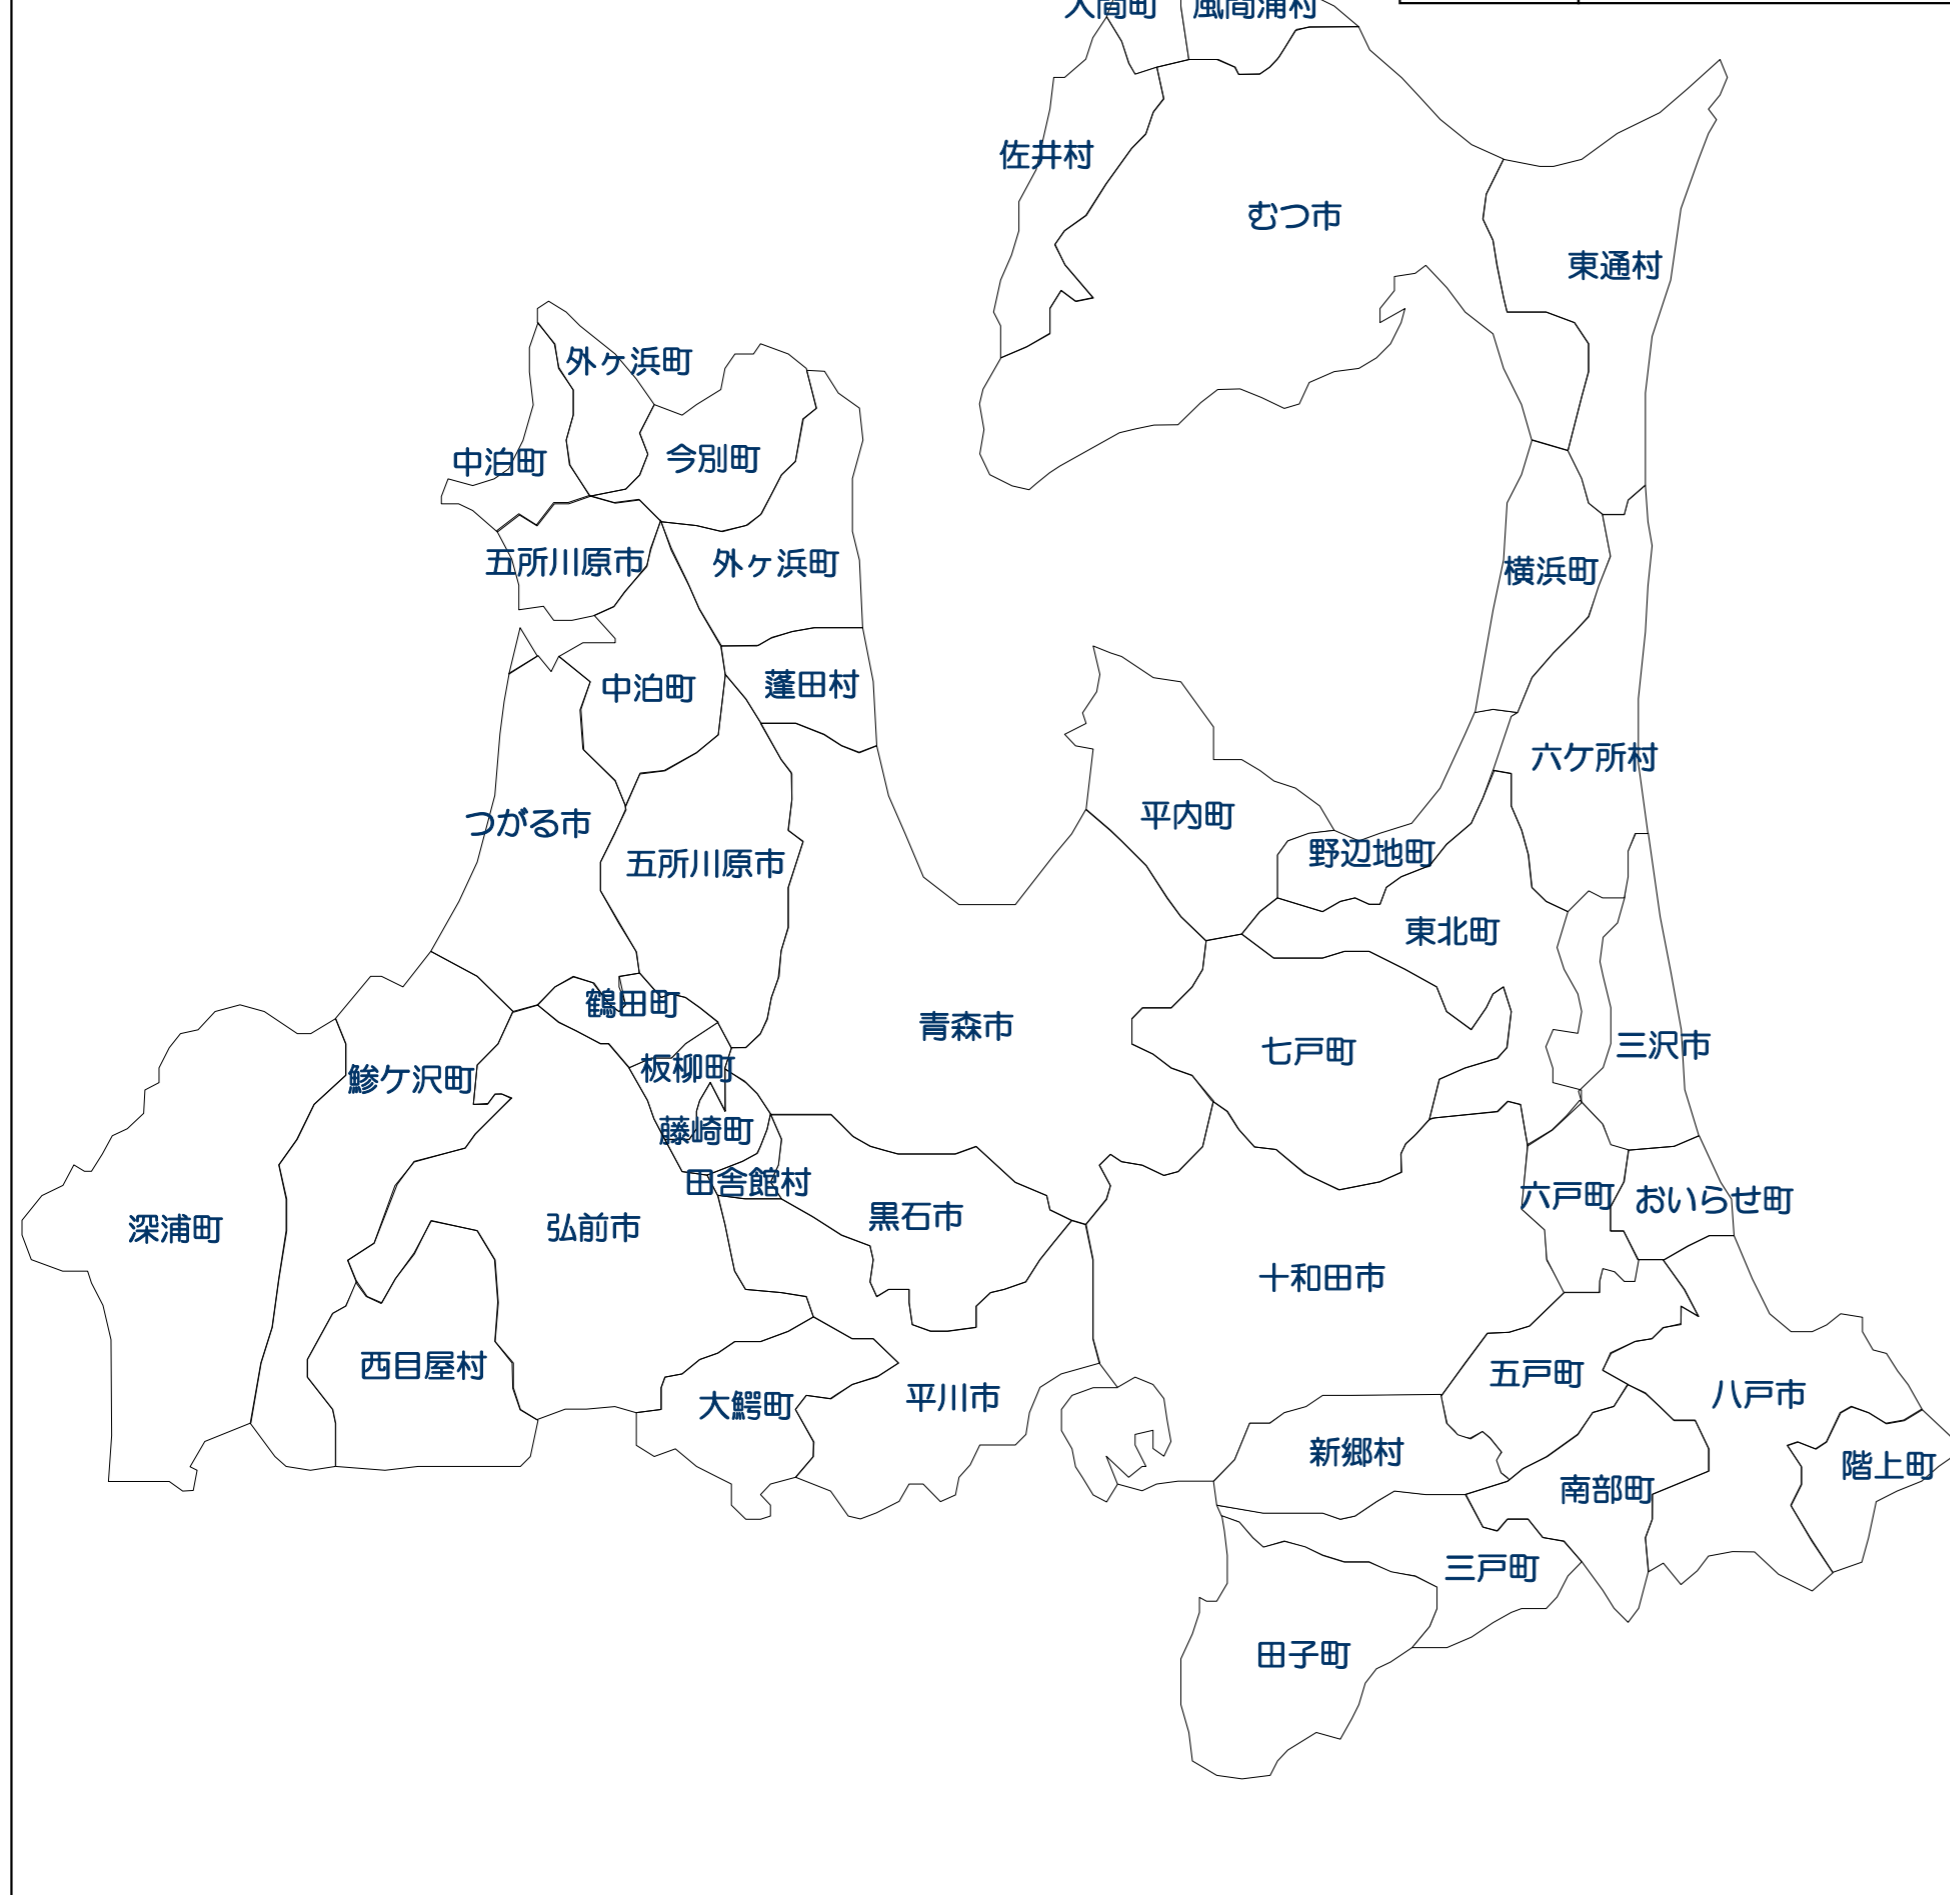 大間町
風間浦村
佐井村
むつ市
東通村
外ヶ浜町
中泊町
今別町
五所川原市
外ヶ浜町
横浜町
中泊町
蓬田村
六ケ所村
つがる市
平内町
野辺地町
五所川原市
東北町
鶴田町
青森市
三沢市
七戸町
板柳町
鰺ケ沢町
藤崎町
田舎館村
六戸町
おいらせ町
黒石市
深浦町
弘前市
十和田市
西目屋村
五戸町
八戸市
平川市
大鰐町
新郷村
階上町
南部町
三戸町
田子町